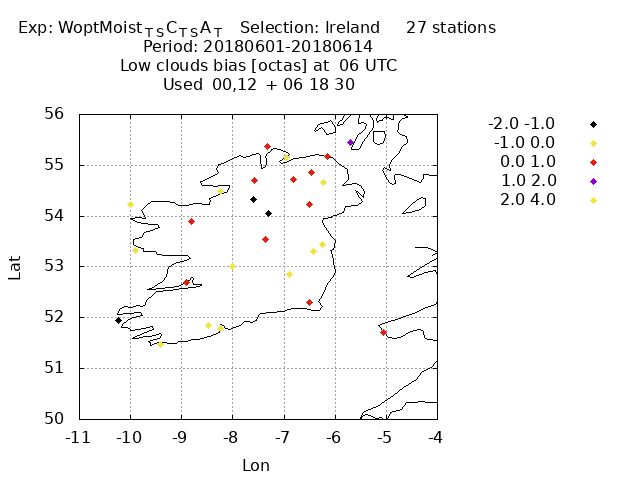 Exp: WoptMoist_TS C_TS A_T   Selection: Ireland     27 stations
Period: 20180601-20180614
Low clouds bias [octas] at  06 UTC
Used  00,12  + 06 18 30
-2.0 -1.0
-1.0 0.0
0.0 1.0
1.0 2.0
2.0 4.0
56
55
54
53
52
51
50
Lat
-11 -10 -9 -8 -7 -6 -5 -4
Lon